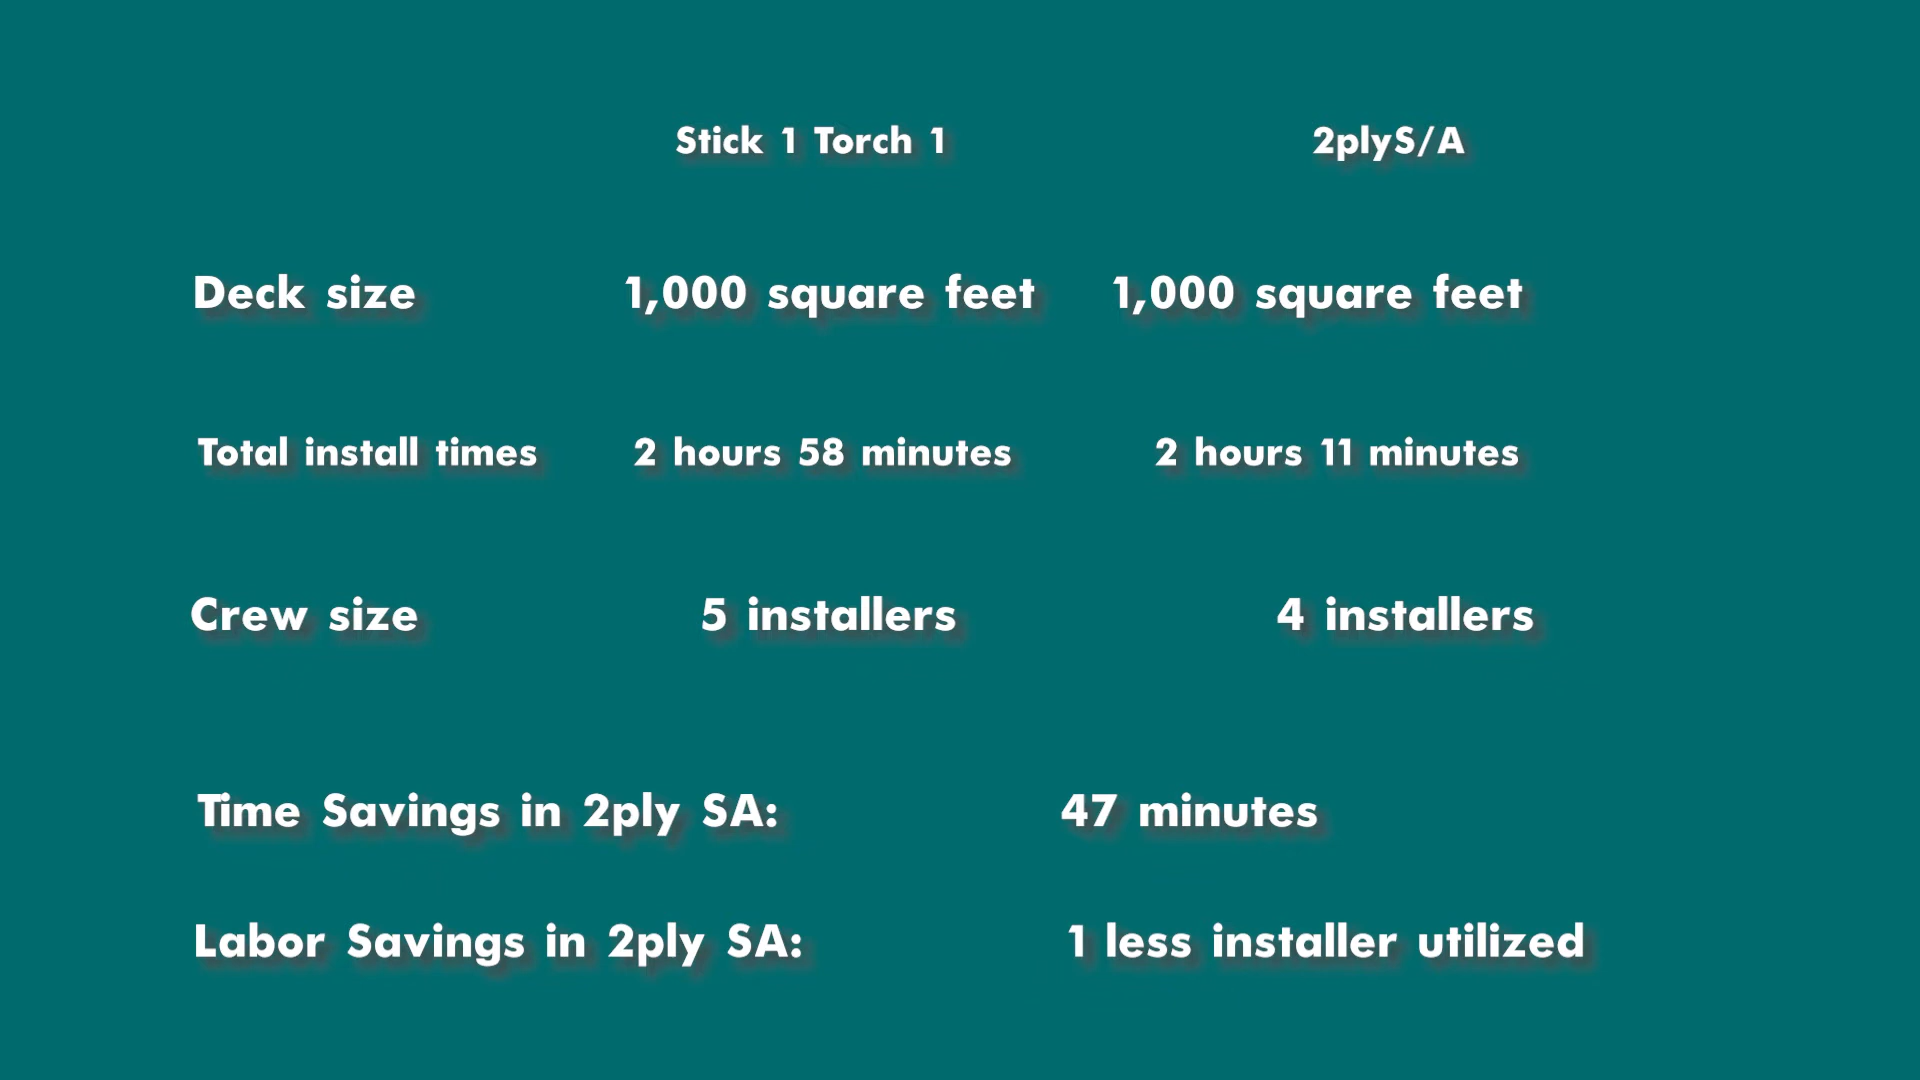 Stick 1 Torch 1 2plyS/A
Deck size 1,000 square feet 1,000 square feet
Total install times 2 hours 58 minutes 2 hours 11 minutes
Crew size 5 installers 4 installers
Time Savings in 2ply SA: 47 minutes
Labor Savings in 2ply SA: 1 less installer utilized